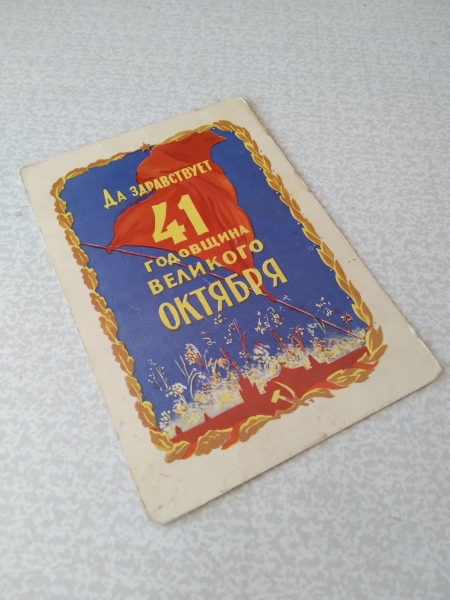 Да здравствует
41
годовщина
Великого
Октября